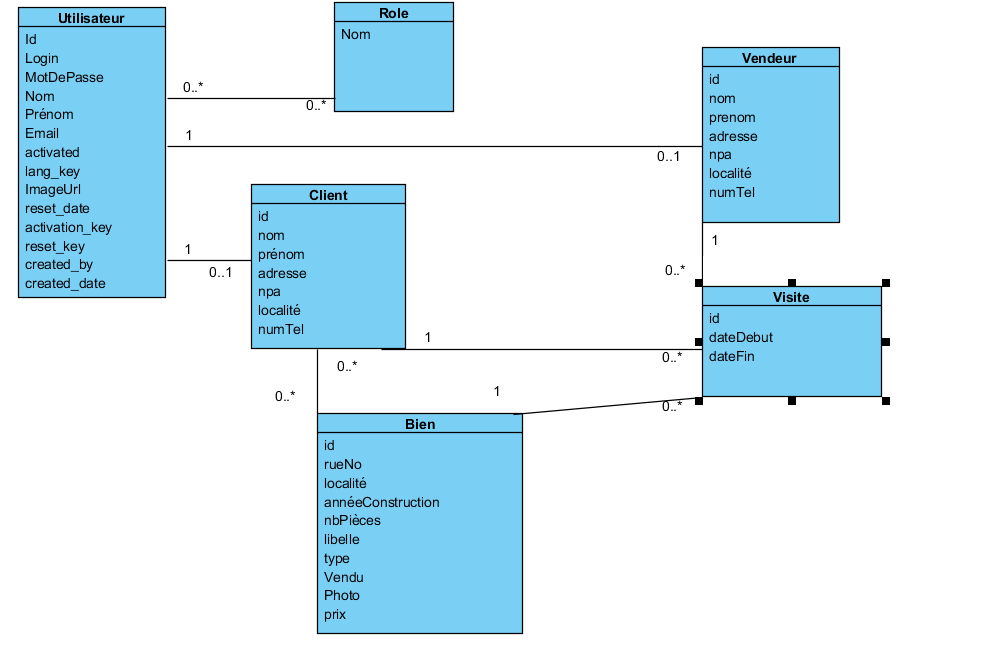 Utilisateur
Id
Login
MotDePasse
Nom
Prénom
Email
activated
lang_key
ImageUrl
reset_date
activation_key
reset_key
created_by
created_date
Role
Nom
0..*
0..*
Vendeur
id
nom
prenom
adresse
npa
localité
numTel
1
0..1
Client
id
nom
prénom
adresse
npa
localité
numTel
1
0..1
1
0..*
Visite
id
dateDebut
dateFin
1
0..*
0..*
0..*
1
0..*
Bien
id
rueNo
localité
annéeConstruction
nbPièces
libelle
type
Vendu
Photo
prix